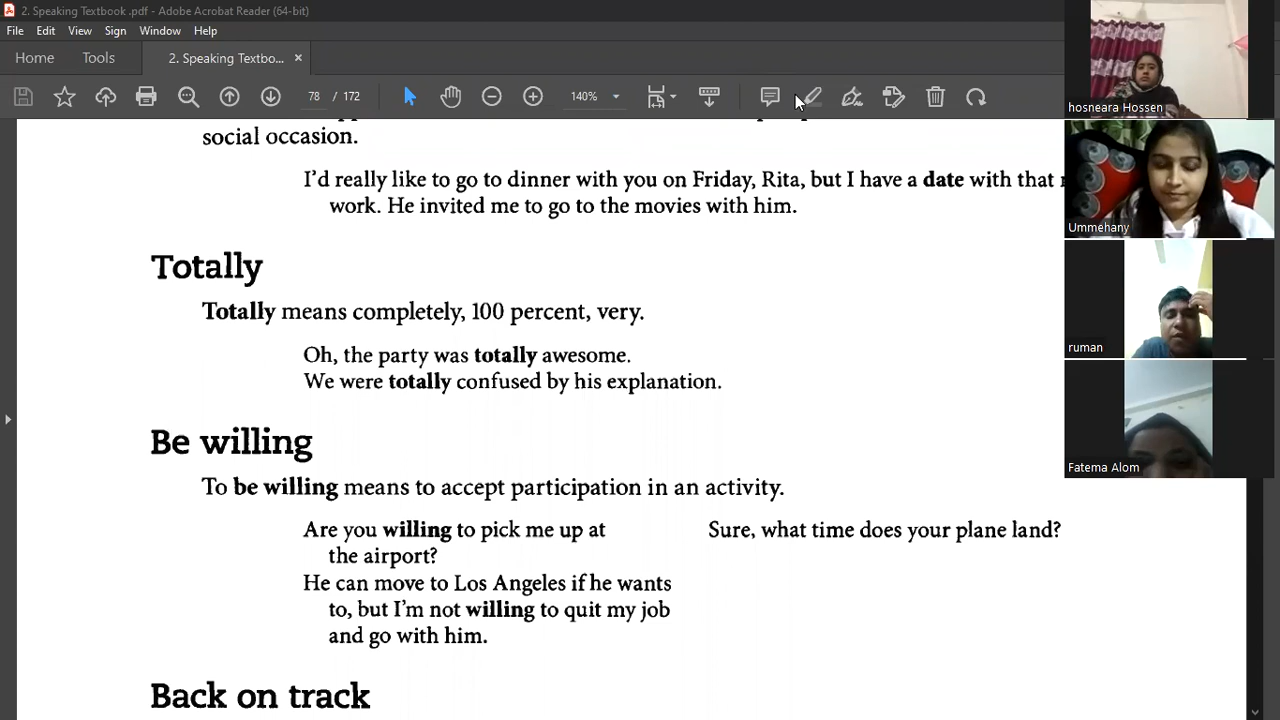 2. Speaking Textbook .pdf - Adobe Acrobat Reader (64-bit)
File Edit View Sign Window Help
Home Tools 2. Speaking Textbo... ×
78 / 172 140%
social occasion.
I'd really like to go to dinner with you on Friday, Rita, but I have a date with that
work. He invited me to go to the movies with him.
Totally
Totally means completely, 100 percent, very.
Oh, the party was totally awesome.
We were totally confused by his explanation.
Be willing
To be willing means to accept participation in an activity.
Are you willing to pick me up at
the airport?
Sure, what time does your plane land?
He can move to Los Angeles if he wants
to, but I'm not willing to quit my job
and go with him.
Back on track
hosneara Hossen
Ummehany
ruman
Fatema Alom